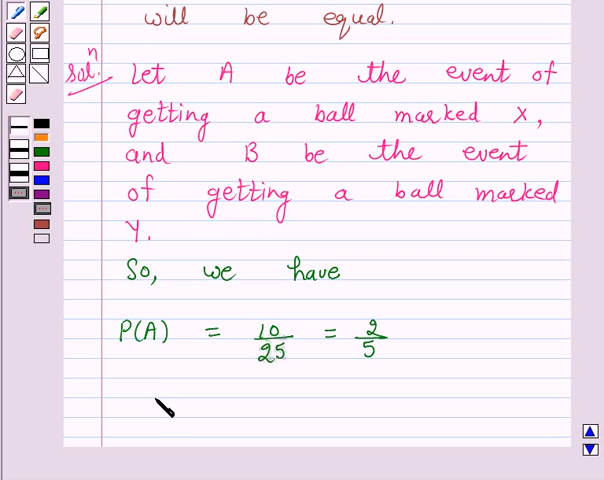 will be equal.
Solⁿ. Let A be the event of
getting a ball marked X,
and B be the event
of getting a ball marked
Y.
So, we have
P(A) = 10/25 = 2/5